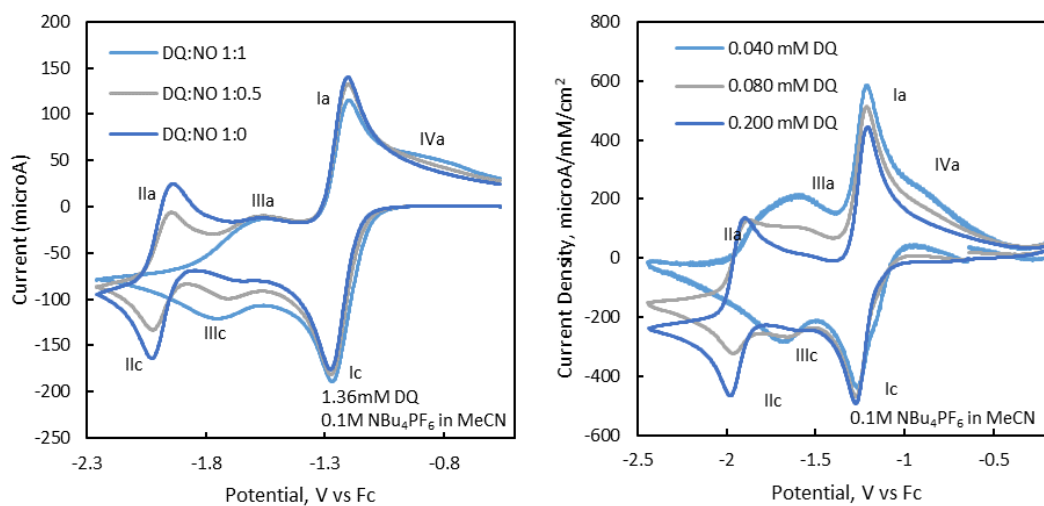 200
150
100
50
0
-50
-100
-150
-200
-250
Current (microA)
DQ:NO 1:1
DQ:NO 1:0.5
DQ:NO 1:0
Ia
IVa
IIa
IIIa
IIIc
IIc
Ic
1.36mM DQ
0.1M NBu₄PF₆ in MeCN
-2.3
-1.8
-1.3
-0.8
Potential, V vs Fc
800
600
400
200
0
-200
-400
-600
Current Density, microA/mM/cm²
0.040 mM DQ
0.080 mM DQ
0.200 mM DQ
Ia
IVa
IIIa
IIa
IIIc
IIc
Ic
0.1M NBu₄PF₆ in MeCN
-2.5
-2
-1.5
-1
-0.5
Potential, V vs Fc